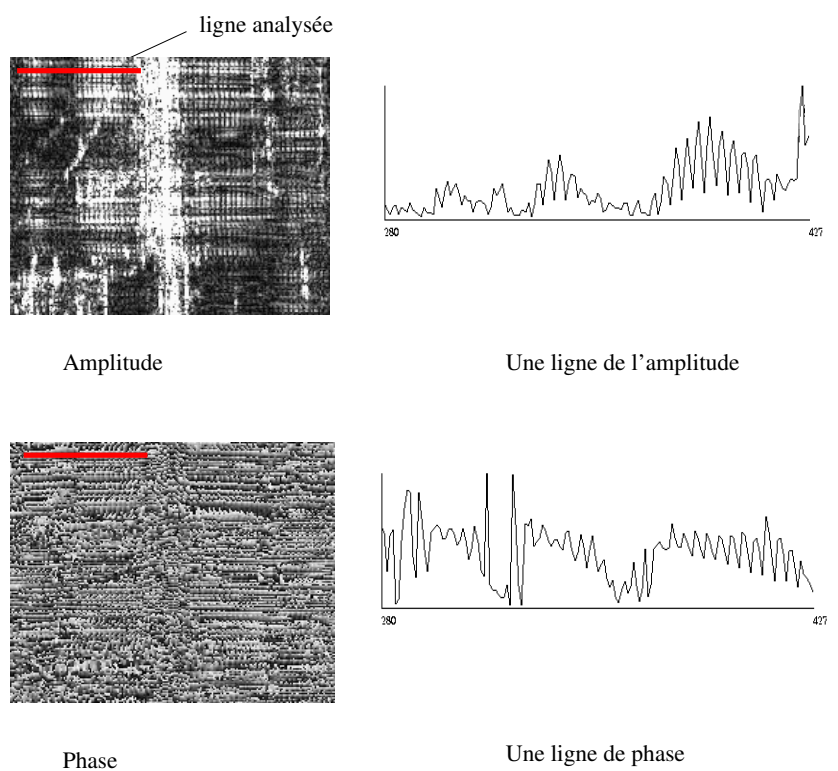 ligne analysée
280
427
Amplitude
Une ligne de l’amplitude
280
427
Phase
Une ligne de phase